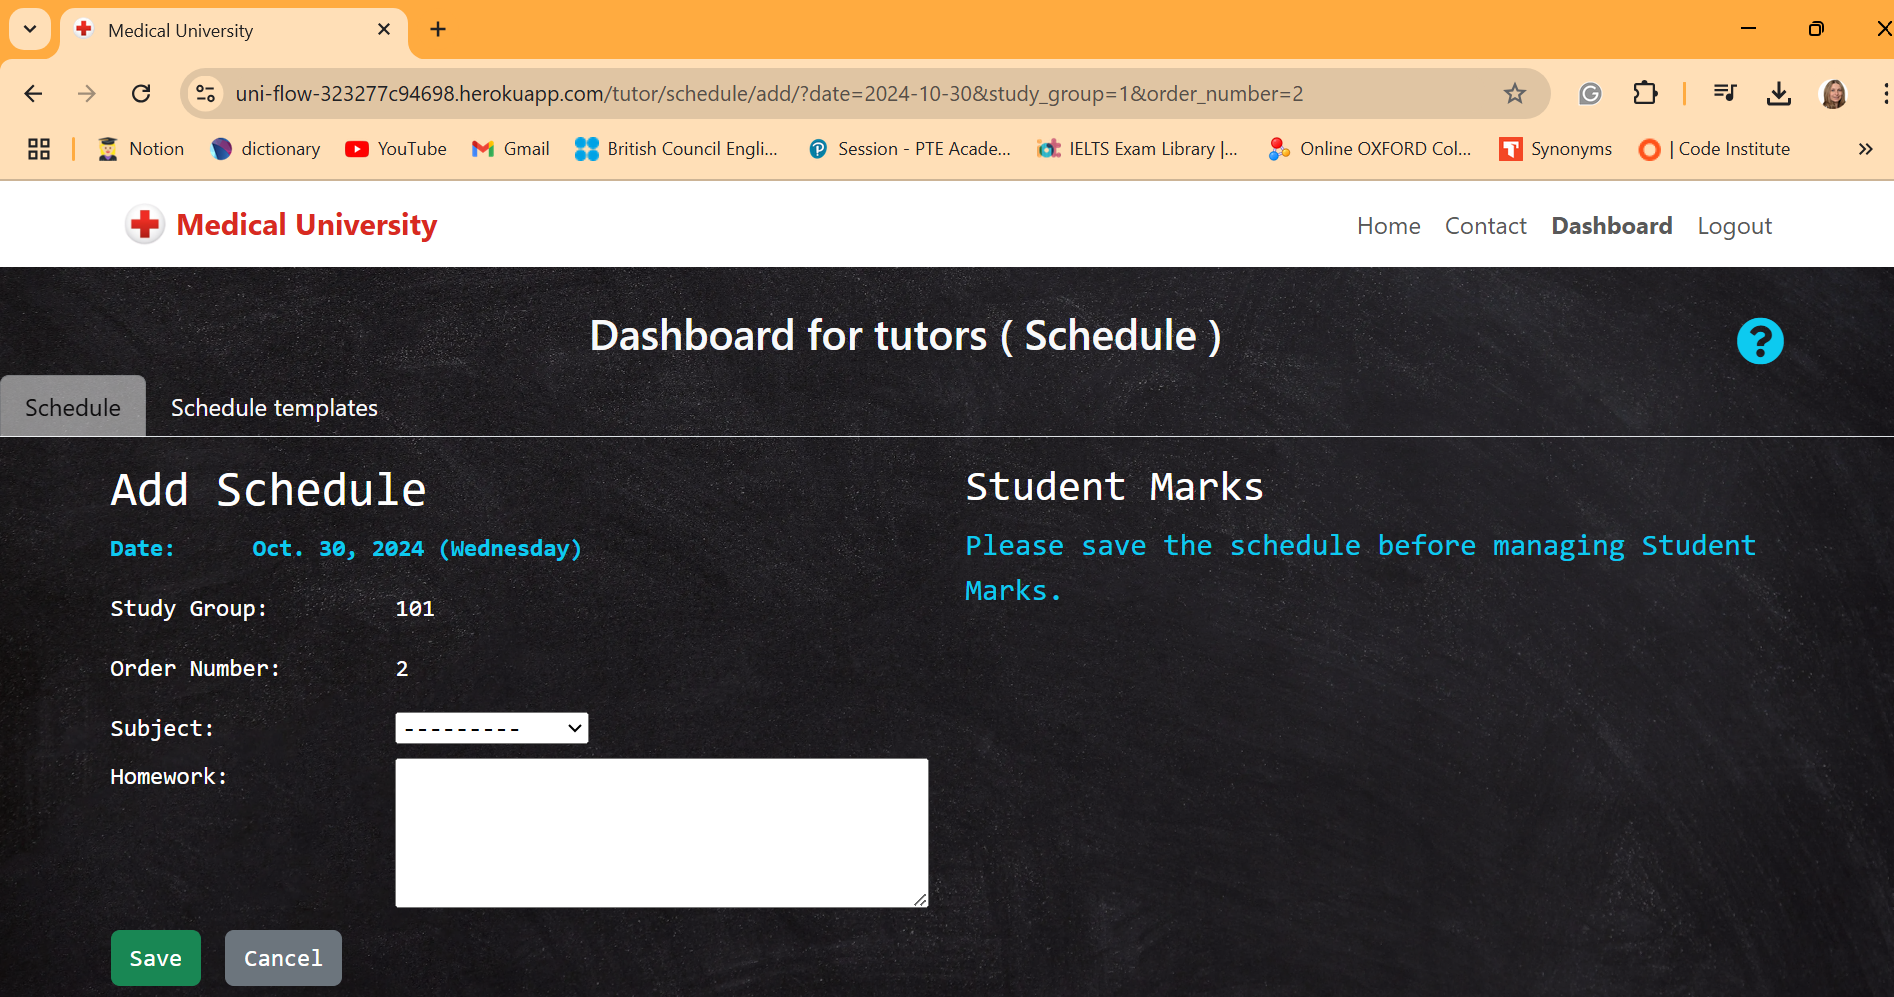 Medical University
uni-flow-323277c94698.herokuapp.com/tutor/schedule/add/?date=2024-10-30&study_group=1&order_number=2
Notion dictionary YouTube Gmail British Council Engli... Session - PTE Acade... IELTS Exam Library |... Online OXFORD Col... Synonyms | Code Institute
Medical University Home Contact Dashboard Logout
Dashboard for tutors ( Schedule )
Schedule Schedule templates
Add Schedule
Date: Oct. 30, 2024 (Wednesday)
Study Group: 101
Order Number: 2
Subject: ---------
Homework:
Save Cancel
Student Marks
Please save the schedule before managing Student
Marks.